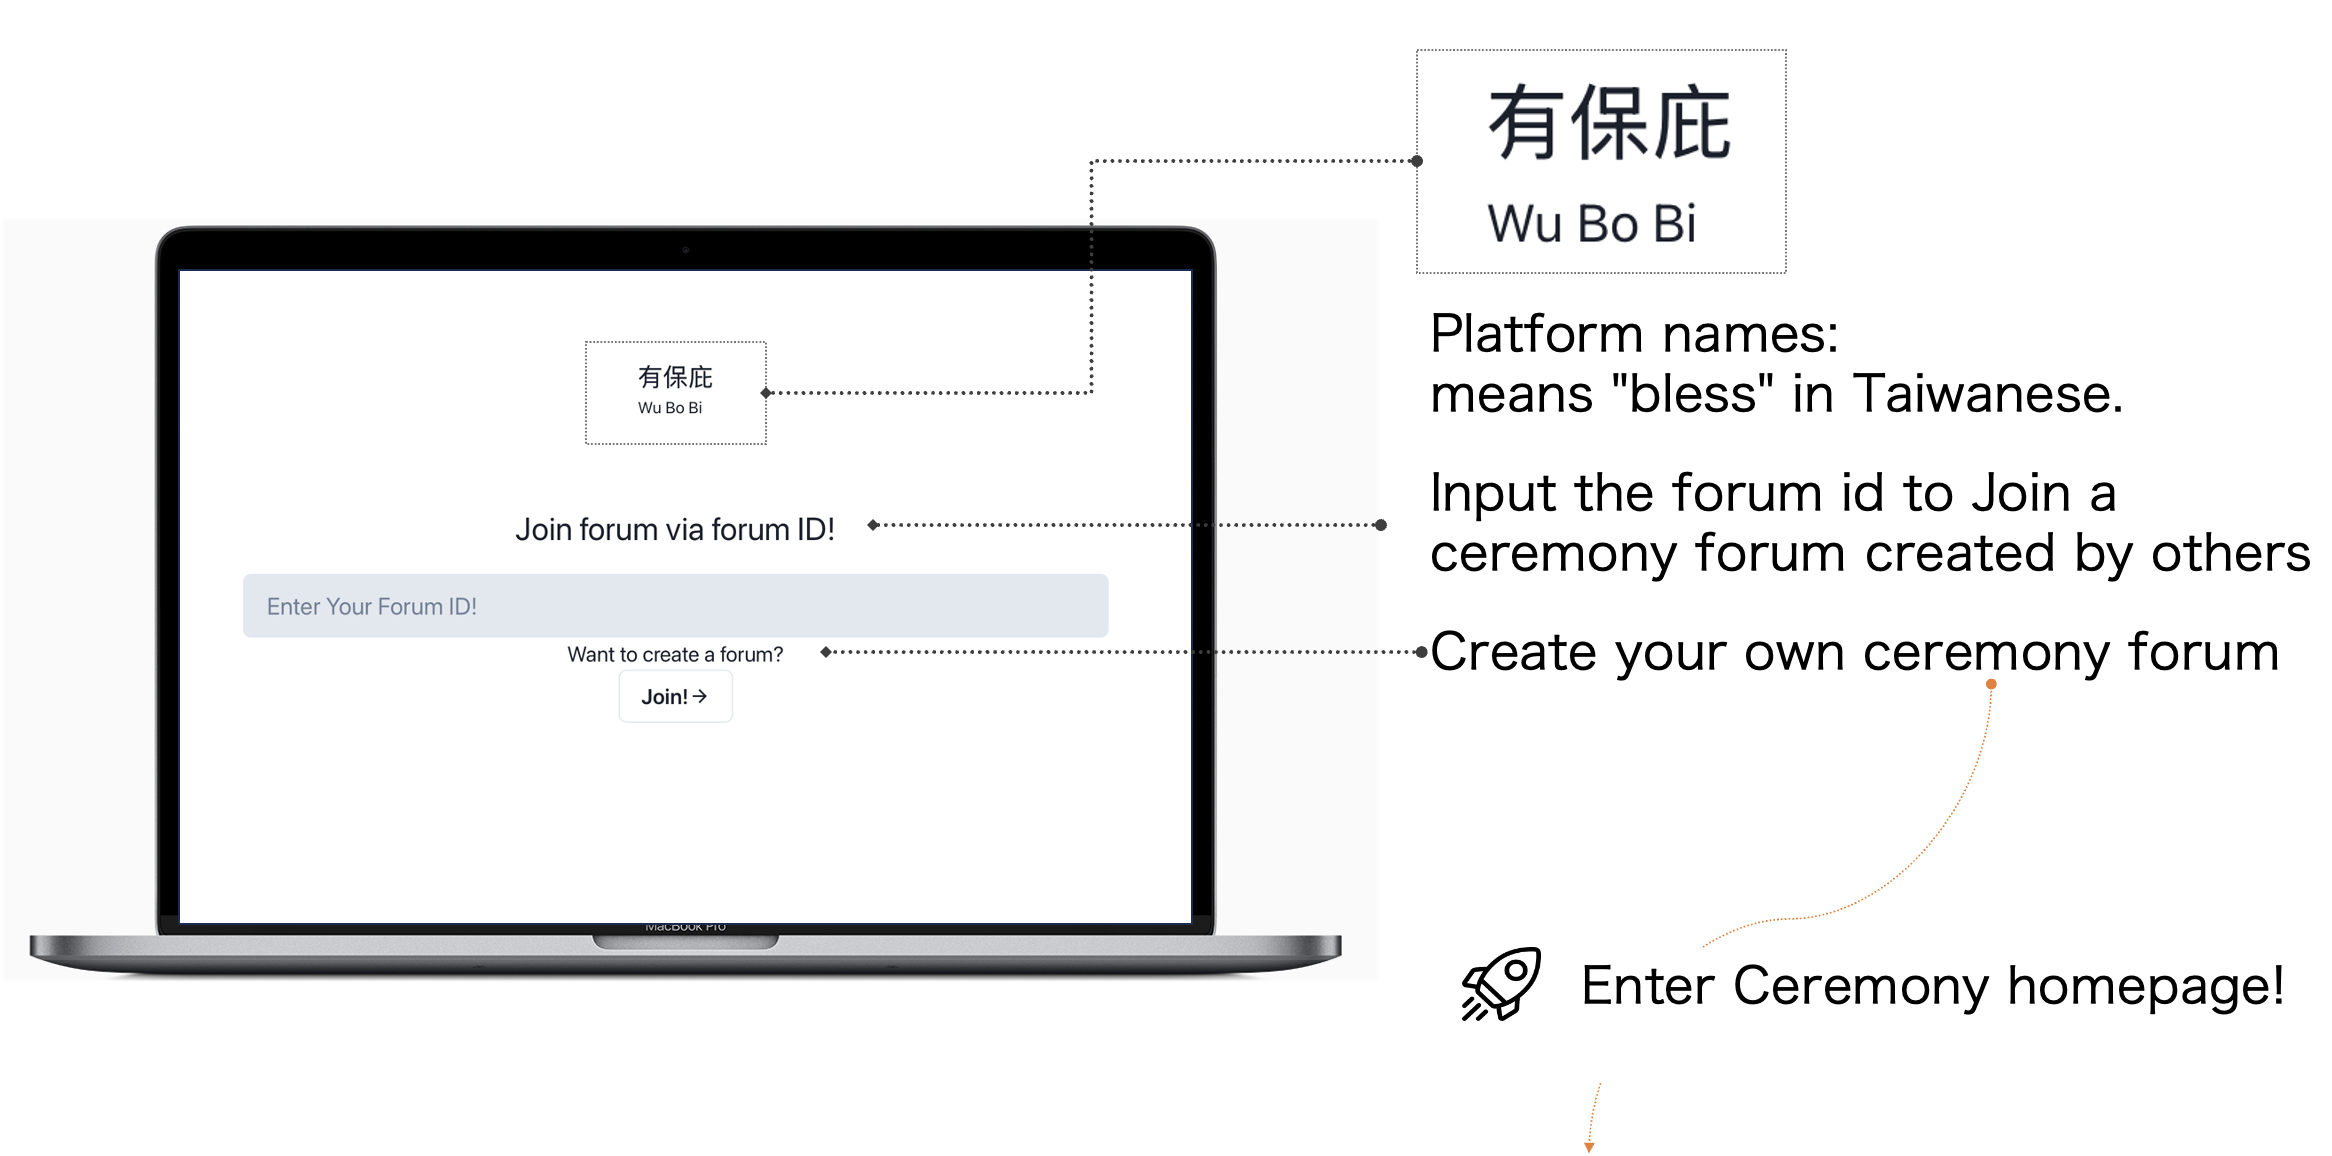 有保庇
Wu Bo Bi
Platform names:
means "bless" in Taiwanese.
有保庇
Wu Bo Bi
Join forum via forum ID!
Input the forum id to Join a
ceremony forum created by others
Enter Your Forum ID!
Want to create a forum?
Create your own ceremony forum
Join!→
MacBook Pro
Enter Ceremony homepage!